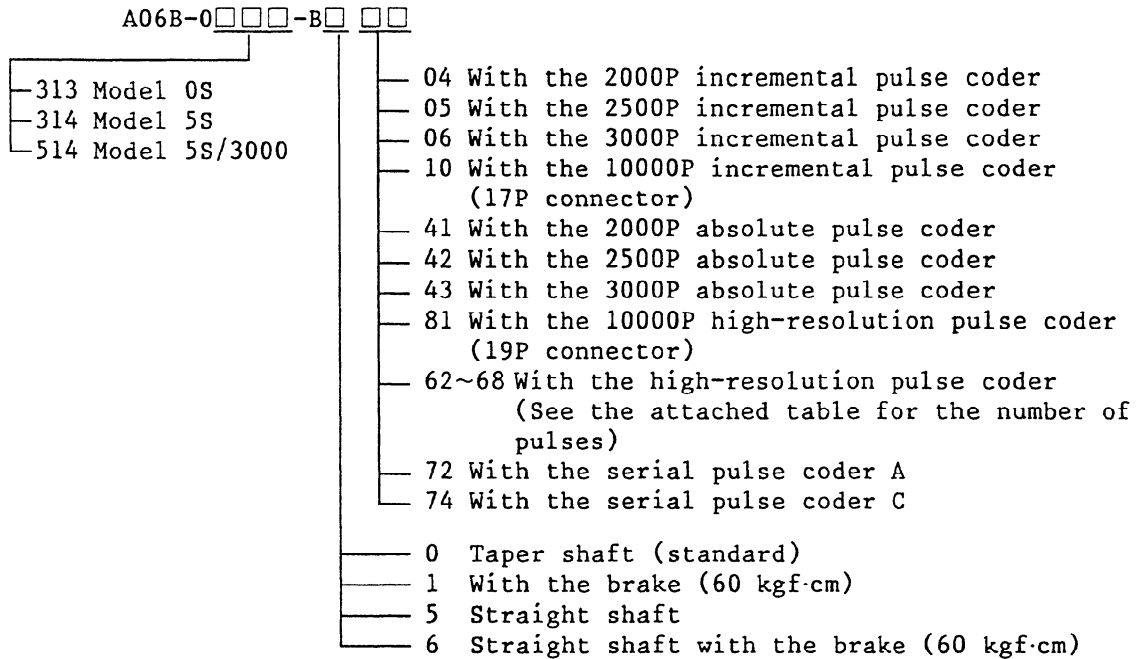 A06B-0□□□-B□ □□
313 Model 0S
314 Model 5S
514 Model 5S/3000
04 With the 2000P incremental pulse coder
05 With the 2500P incremental pulse coder
06 With the 3000P incremental pulse coder
10 With the 10000P incremental pulse coder
(17P connector)
41 With the 2000P absolute pulse coder
42 With the 2500P absolute pulse coder
43 With the 3000P absolute pulse coder
81 With the 10000P high-resolution pulse coder
(19P connector)
62~68 With the high-resolution pulse coder
(See the attached table for the number of
pulses)
72 With the serial pulse coder A
74 With the serial pulse coder C
0 Taper shaft (standard)
1 With the brake (60 kgf·cm)
5 Straight shaft
6 Straight shaft with the brake (60 kgf·cm)